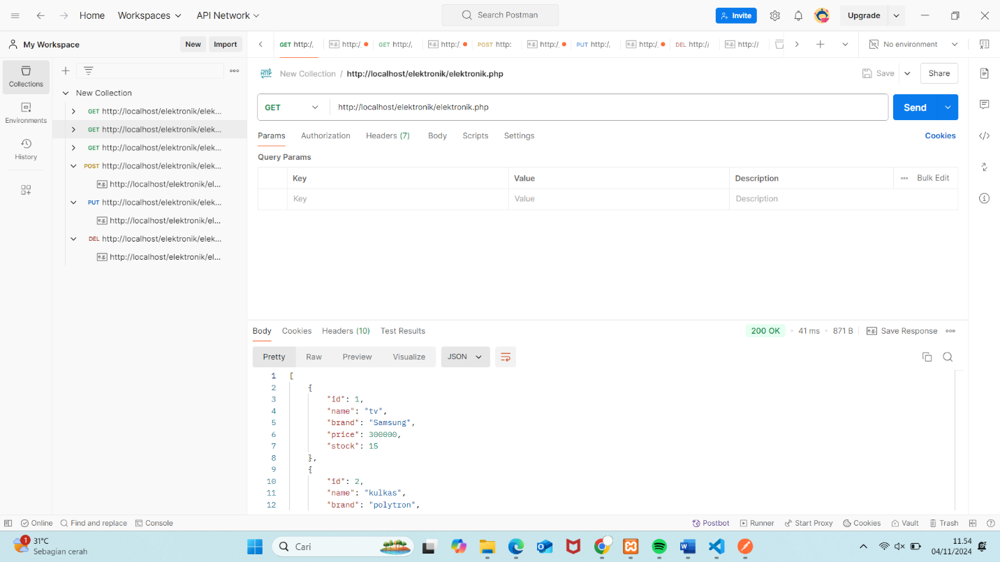 Home Workspaces API Network Search Postman Invite Upgrade
My Workspace New Import GET http:/, e.g. http:/. GET http:/, e.g. http:/. POST http: e.g. http:/. PUT http:/, e.g. http:/. DEL http:// e.g. http:// No environment
Collections
Environments
History
New Collection
GET http://localhost/elektronik/elek...
GET http://localhost/elektronik/elek...
GET http://localhost/elektronik/elek...
POST http://localhost/elektronik/elek...
e.g. http://localhost/elektronik/el...
PUT http://localhost/elektronik/elek...
e.g. http://localhost/elektronik/el...
DEL http://localhost/elektronik/elek...
e.g. http://localhost/elektronik/el...
HTTP New Collection / http://localhost/elektronik/elektronik.php Save Share
GET http://localhost/elektronik/elektronik.php Send
Params Authorization Headers (7) Body Scripts Settings Cookies
Query Params
Key Value Description Bulk Edit
Key Value Description
Body Cookies Headers (10) Test Results 200 OK 41 ms 871 B e.g. Save Response
Pretty Raw Preview Visualize JSON
1 [
2 {
3 "id": 1,
4 "name": "tv",
5 "brand": "Samsung",
6 "price": 300000,
7 "stock": 15
8 },
9 {
10 "id": 2,
11 "name": "kulkas",
12 "brand": "polytron",
Online Find and replace Console Postbot Runner Start Proxy Cookies Vault Trash
1 31°C
Sebagian cerah
Cari
11.54
04/11/2024